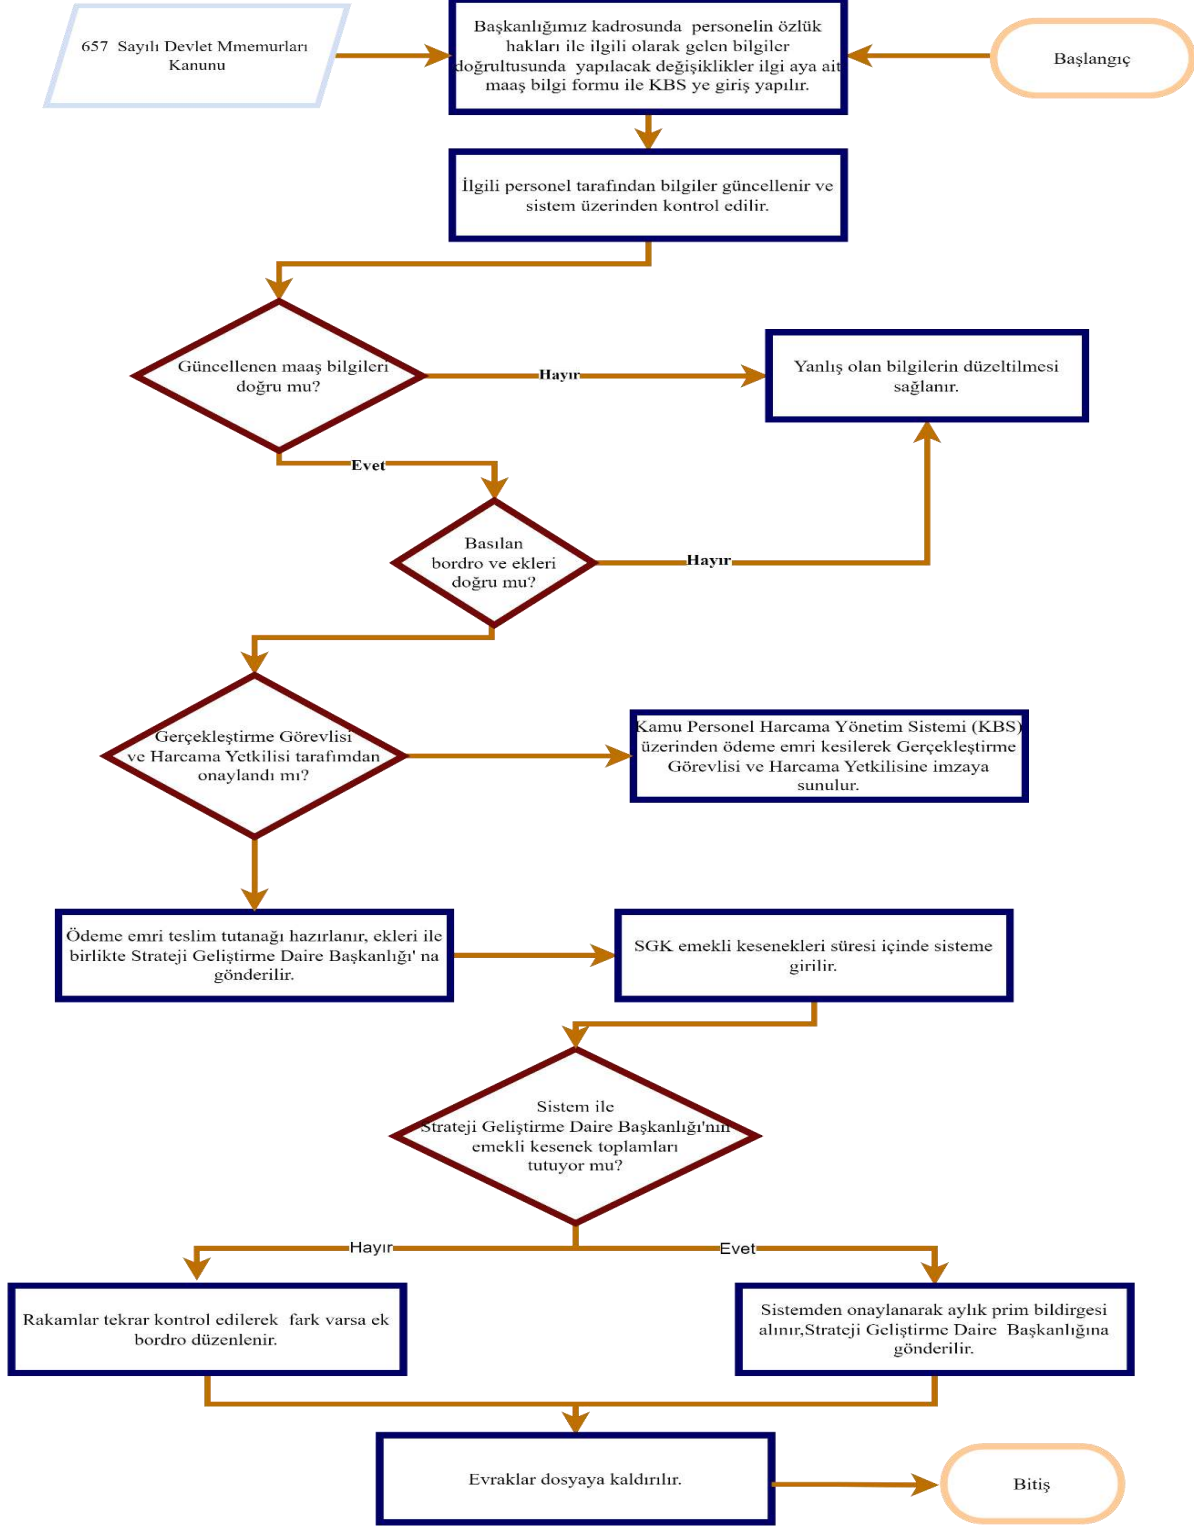 657  Sayılı Devlet Mmemurları
Kanunu
Başkanlığımız kadrosunda  personelin özlük
hakları ile ilgili olarak gelen bilgiler
doğrultusunda  yapılacak değişiklikler ilgi aya ait
maaş bilgi formu ile KBS ye giriş yapılır.
Başlangıç
İlgili personel tarafından bilgiler güncellenir ve
sistem üzerinden kontrol edilir.
Güncellenen maaş bilgileri
doğru mu?
Hayır
Yanlış olan bilgilerin düzeltilmesi
sağlanır.
Evet
Basılan
bordro ve ekleri
doğru mu?
Hayır
Gerçekleştirme Görevlisi
ve Harcama Yetkilisi tarafımdan
onaylandı mı?
Kamu Personel Harcama Yönetim Sistemi (KBS)
üzerinden ödeme emri kesilerek Gerçekleştirme
Görevlisi ve Harcama Yetkilisine imzaya
sunulur.
Ödeme emri teslim tutanağı hazırlanır, ekleri ile
birlikte Strateji Geliştirme Daire Başkanlığı' na
gönderilir.
SGK emekli kesenekleri süresi içinde sisteme
girilir.
Sistem ile
Strateji Geliştirme Daire Başkanlığı'nın
emekli kesenek toplamları
tutuyor mu?
Hayır
Evet
Rakamlar tekrar kontrol edilerek  fark varsa ek
bordro düzenlenir.
Sistemden onaylanarak aylık prim bildirgesi
alınır,Strateji Geliştirme Daire  Başkanlığına
gönderilir.
Evraklar dosyaya kaldırılır.
Bitiş